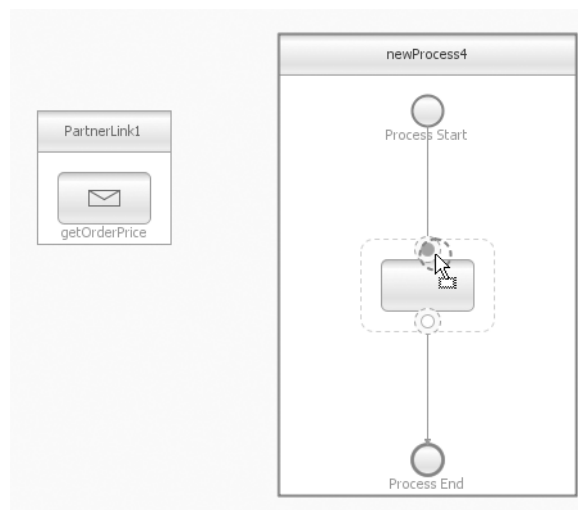 newProcess4
PartnerLink1
Process Start
getOrderPrice
Process End